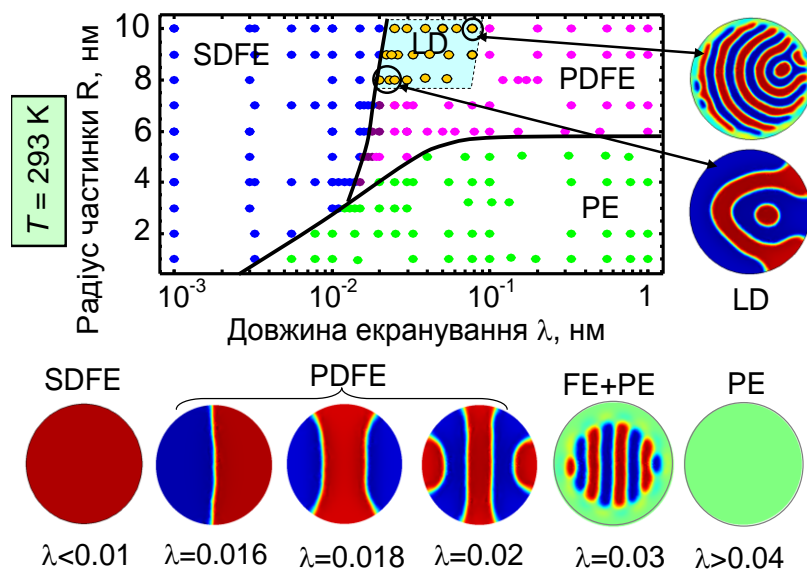 T = 293 K
Радіус частинки R, нм
10
8
6
4
2
SDFE
LD
PDFE
PE
10⁻³
10⁻²
10⁻¹
1
Довжина екранування λ, нм
LD
SDFE
PDFE
FE+PE
PE
λ<0.01
λ=0.016
λ=0.018
λ=0.02
λ=0.03
λ>0.04